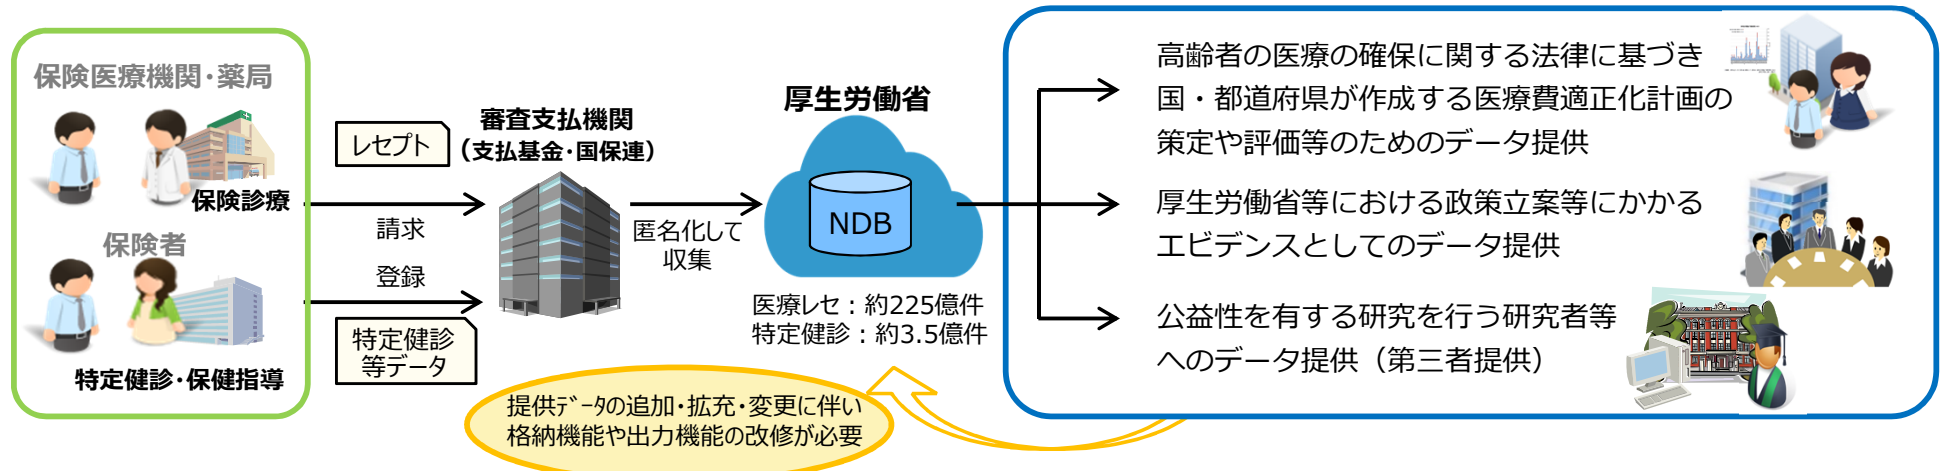 保険医療機関･薬局
保険診療
保険者
特定健診･保健指導
レセプト
請求
登録
特定健診
等データ
審査支払機関
（支払基金･国保連）
匿名化して
収集
厚生労働省
NDB
医療レセ：約225億件
特定健診：約3.5億件
提供ﾃﾞｰﾀの追加･拡充･変更に伴い
格納機能や出力機能の改修が必要
高齢者の医療の確保に関する法律に基づき
国・都道府県が作成する医療費適正化計画の
策定や評価等のためのデータ提供
厚生労働省等における政策立案等にかかる
エビデンスとしてのデータ提供
公益性を有する研究を行う研究者等
へのデータ提供（第三者提供）